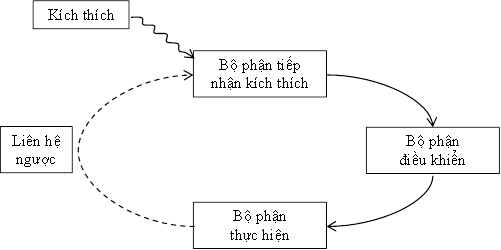 Kích thích
Bộ phận tiếp
nhận kích thích
Bộ phận
điều khiển
Liên hệ
ngược
Bộ phận
thực hiện